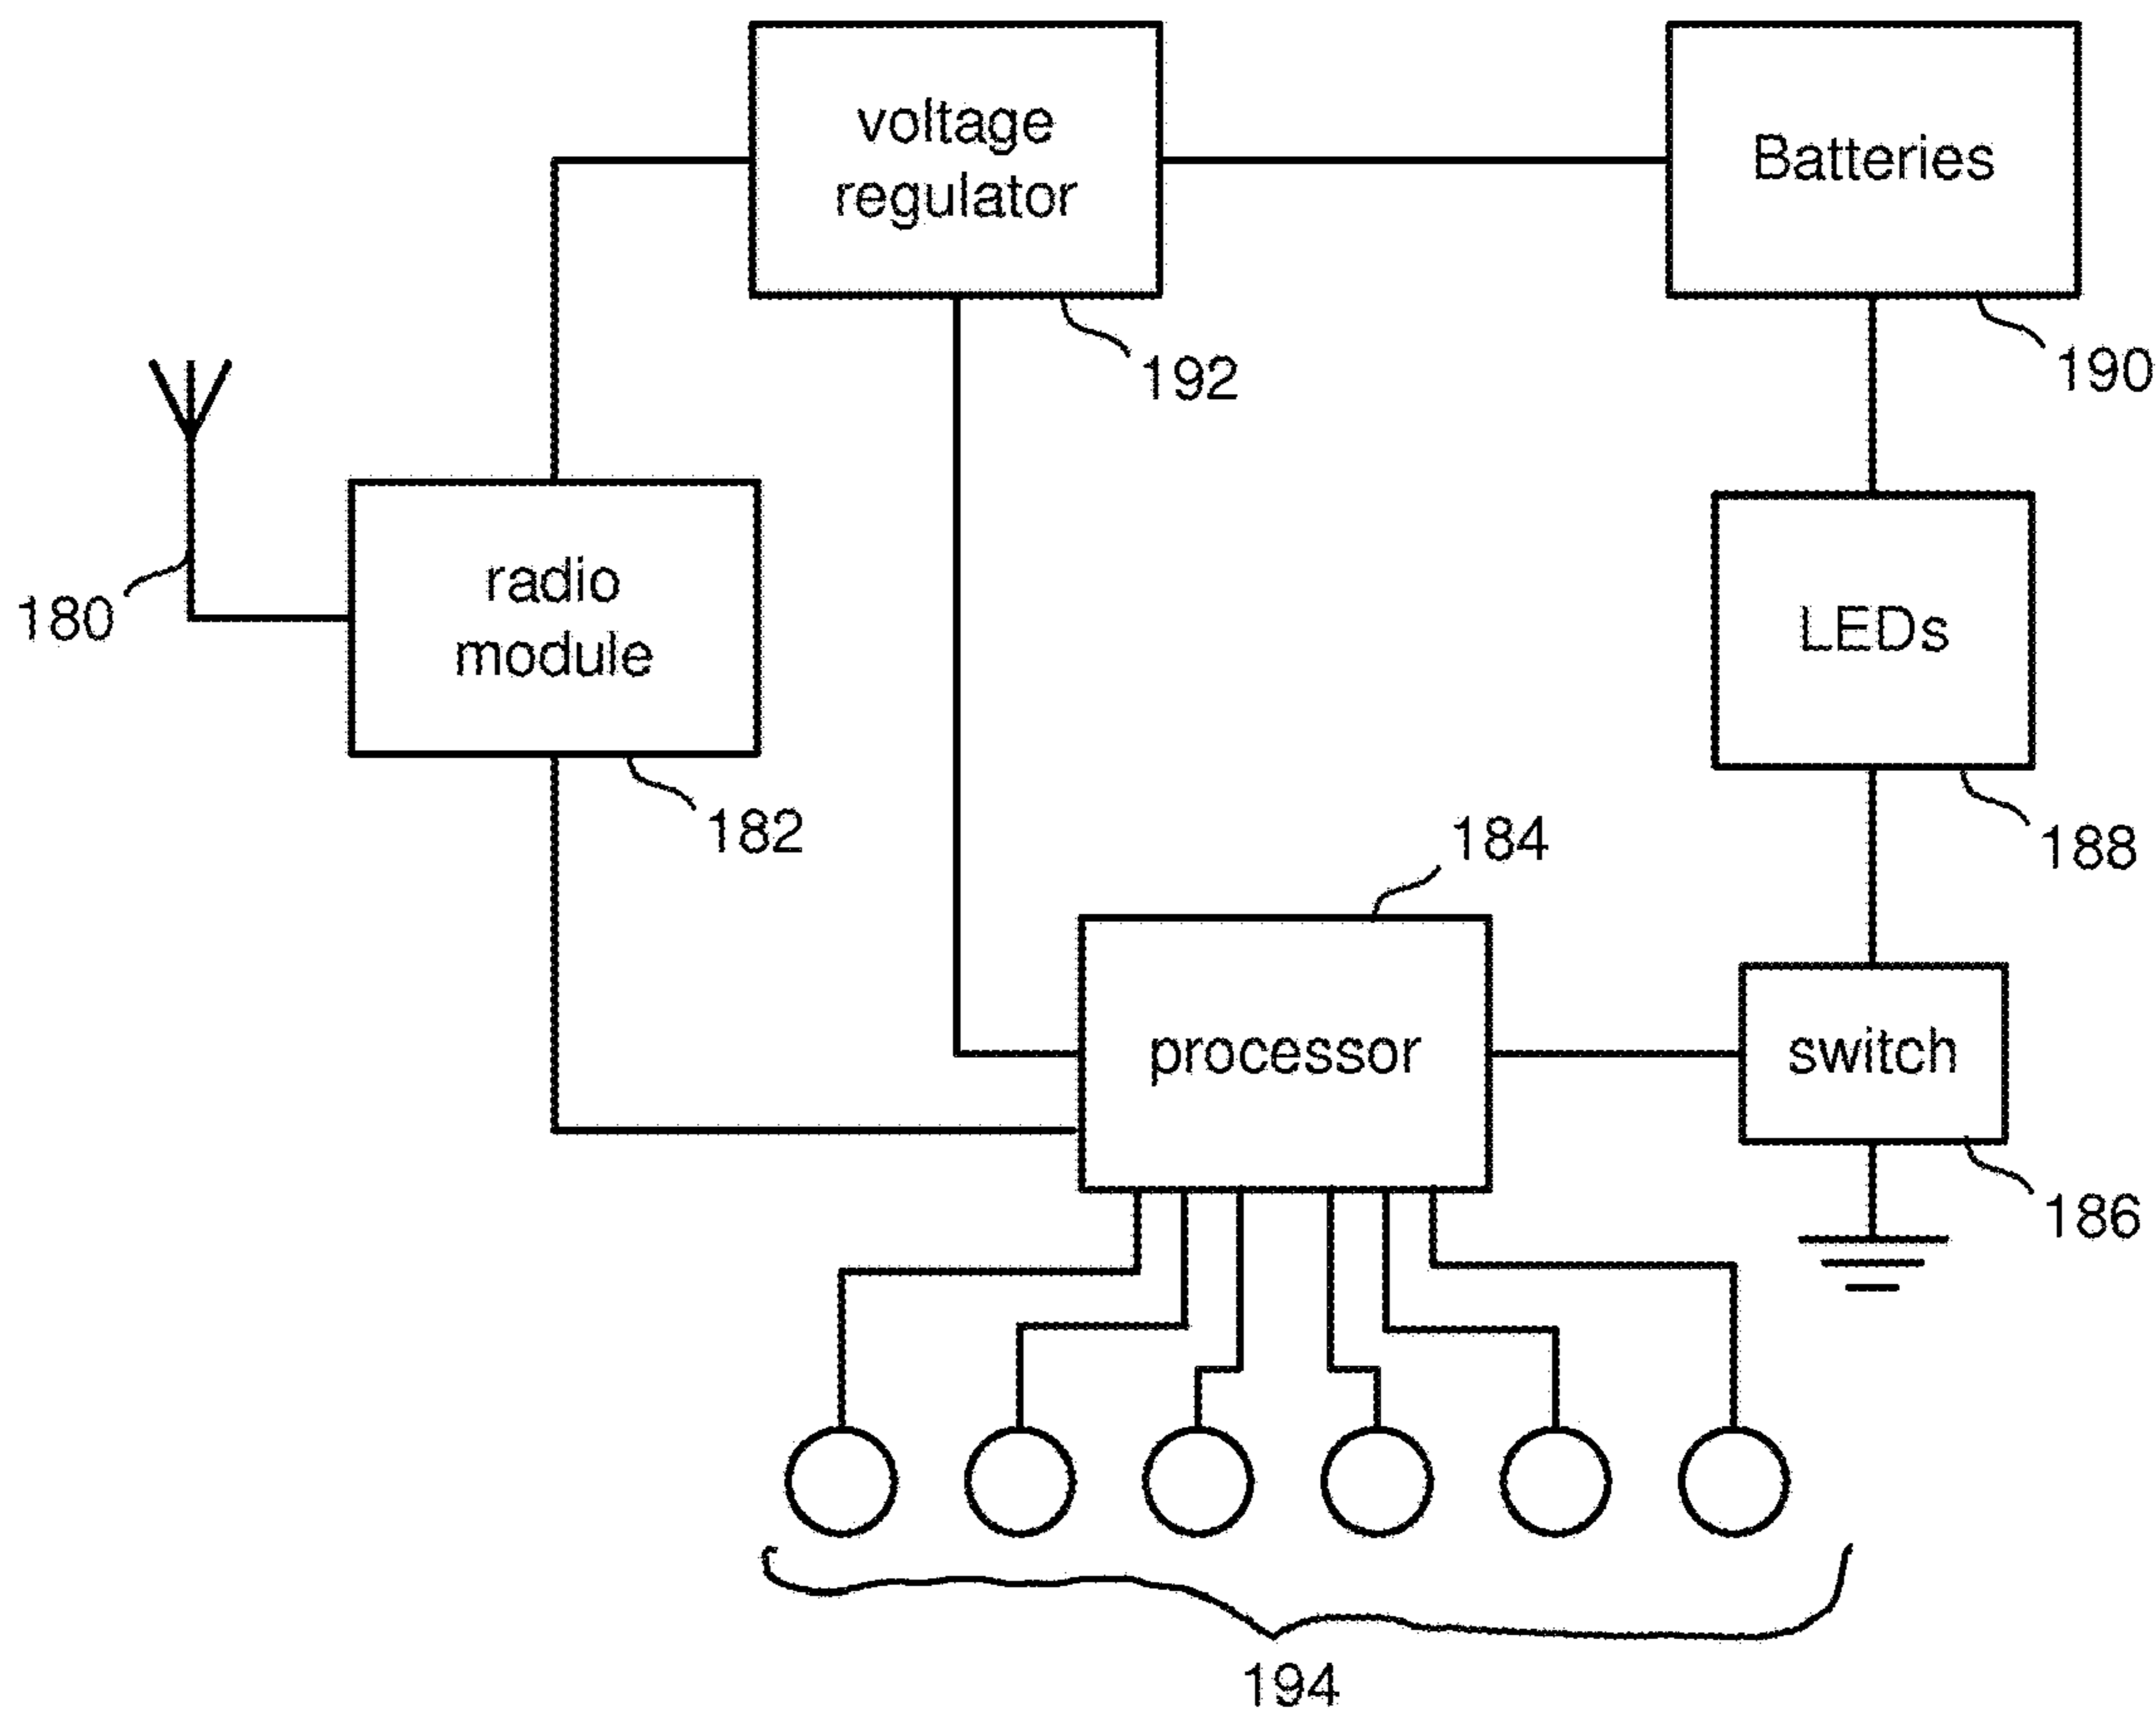 voltage
regulator
Batteries
192
190
radio
module
180
LEDs
182
184
188
processor
switch
186
194